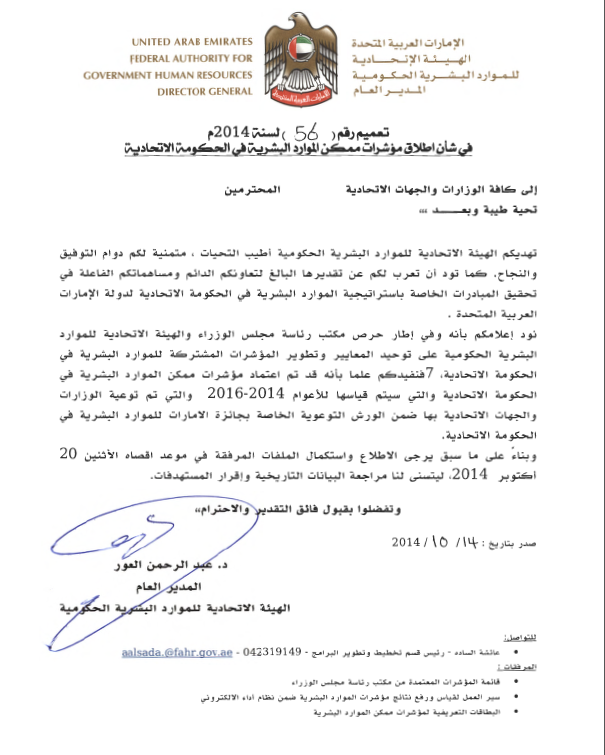 UNITED ARAB EMIRATES
FEDERAL AUTHORITY FOR
GOVERNMENT HUMAN RESOURCES
DIRECTOR GENERAL
الإمارات العربية المتحدة
الهيئة الإتحادية
للموارد البشرية الحكومية
المدير العام
تعميم رقم ( 56 ) لسنة 2014م
في شأن اطلاق مؤشرات ممكن الموارد البشرية في الحكومة الاتحادية
إلى كافة الوزارات والجهات الاتحادية المحترمين
تحية طيبة وبعـــــد ،،،
تهديكم الهيئة الاتحادية للموارد البشرية الحكومية أطيب التحيات ، متمنية لكم دوام التوفيق
والنجاح. كما تود أن تعرب لكم عن تقديرها البالغ لتعاونكم الدائم ومساهماتكم الفاعلة في
تحقيق المبادرات الخاصة باستراتيجية الموارد البشرية في الحكومة الاتحادية لدولة الإمارات
العربية المتحدة .
نود إعلامكم بأنه وفي إطار حرص مكتب رئاسة مجلس الوزراء والهيئة الاتحادية للموارد
البشرية الحكومية على توحيد المعايير وتطوير المؤشرات المشتركة للموارد البشرية في
الحكومة الاتحادية، 7فنفيدكم علما بأنه قد تم اعتماد مؤشرات ممكن الموارد البشرية في
الحكومة الاتحادية والتي سيتم قياسها للأعوام 2014-2016 والتي تم توعية الوزارات
والجهات الاتحادية بها ضمن الورش التوعوية الخاصة بجائزة الامارات للموارد البشرية في
الحكومة الاتحادية.
وبناءً على ما سبق يرجى الاطلاع واستكمال الملفات المرفقة في موعد اقصاه الأثنين 20
أكتوبر 2014، ليتسنى لنا مراجعة البيانات التاريخية وإقرار المستهدفات.
وتفضلوا بقبول فائق التقدير والاحترام،،
صدر بتاريخ : 14/ 10/ 2014
د. عبد الرحمن العور
المدير العام
الهيئة الاتحادية للموارد البشرية الحكومية
للتواصل:
• عائشة الساده - رئيس قسم تخطيط وتطوير البرامج - 042319149 - aalsada.@fahr.gov.ae
المرفقات :
• قائمة المؤشرات المعتمدة من مكتب رئاسة مجلس الوزراء
• سير العمل لقياس ورفع نتائج مؤشرات الموارد البشرية ضمن نظام أداء الالكتروني
• البطاقات التعريفية لمؤشرات ممكن الموارد البشرية